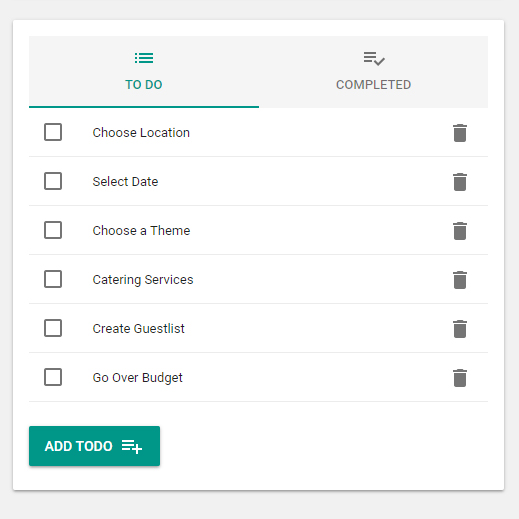 TO DO
COMPLETED
Choose Location
Select Date
Choose a Theme
Catering Services
Create Guestlist
Go Over Budget
ADD TODO